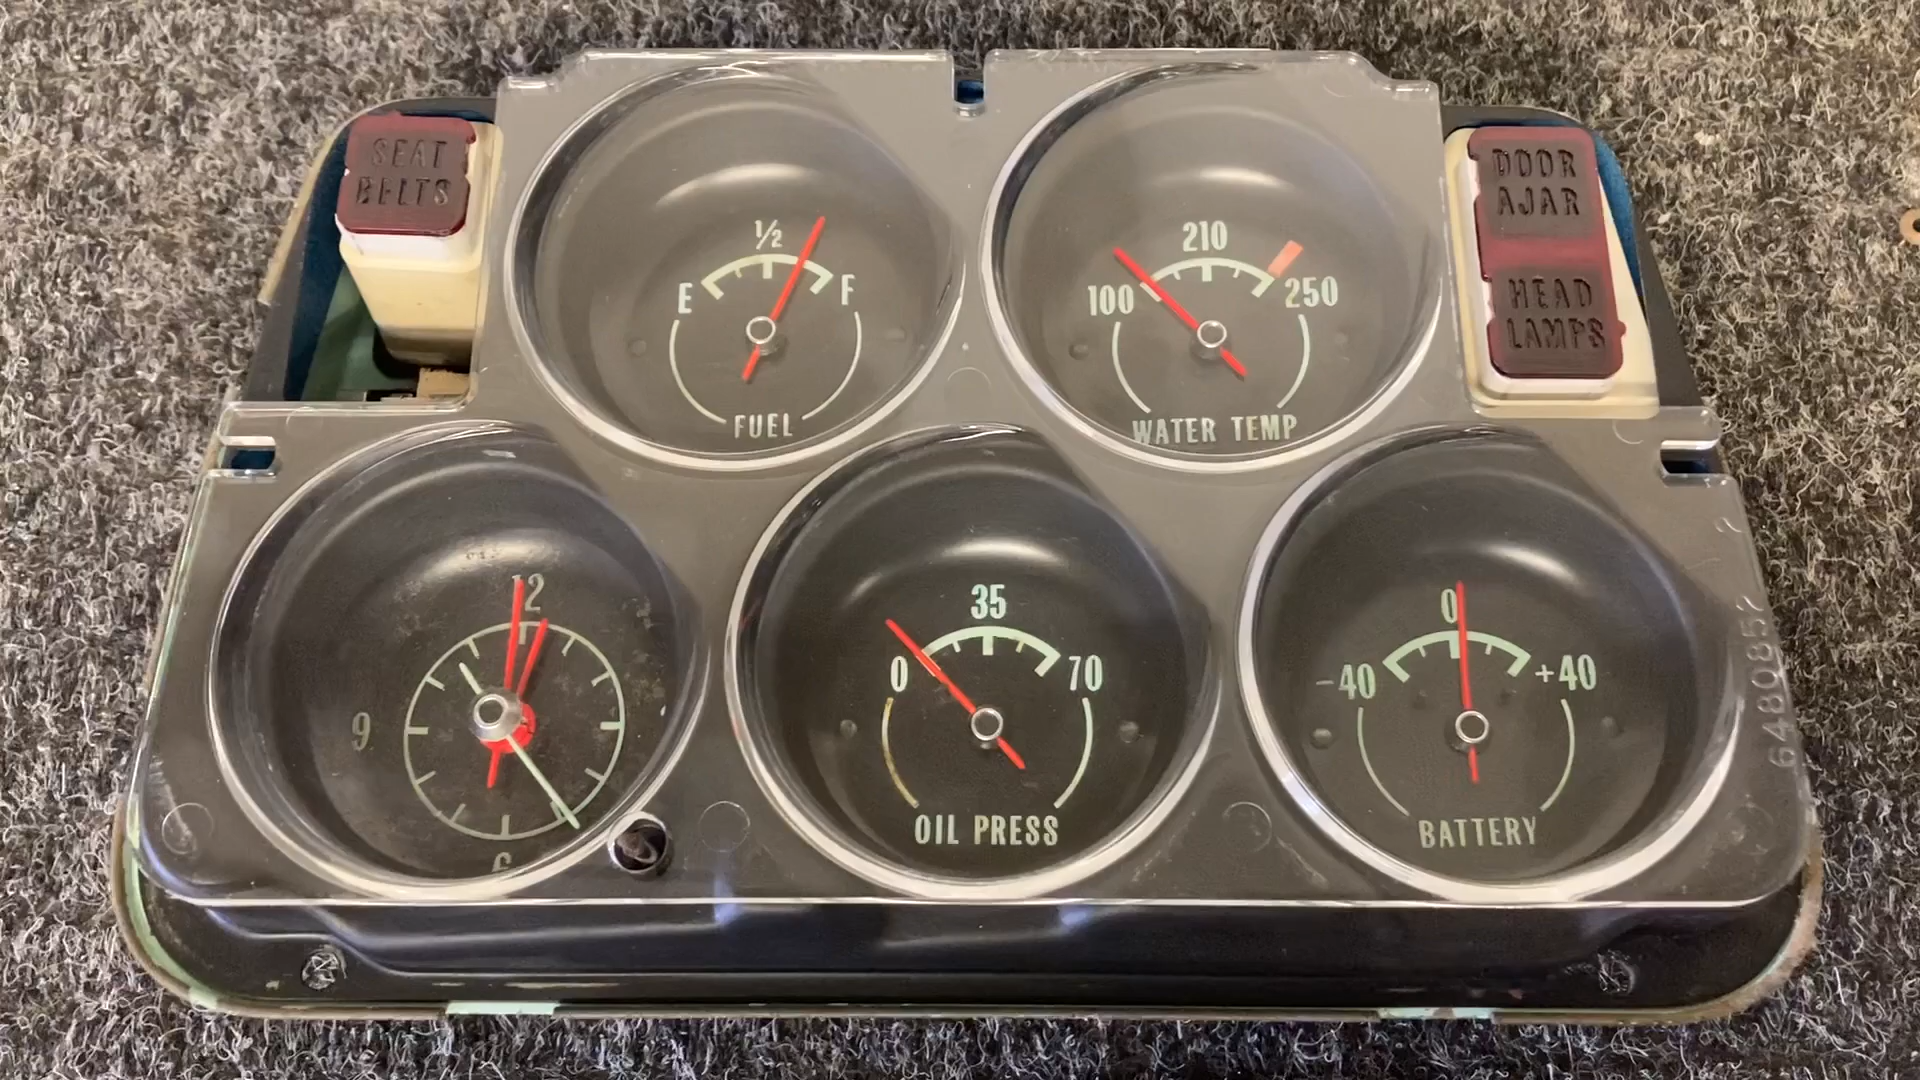 SEAT
BELTS
½
E
F
FUEL
210
100
250
WATER TEMP
DOOR
AJAR
HEAD
LAMPS
12
9
6
35
0
70
OIL PRESS
0
-40
+40
BATTERY
6480852